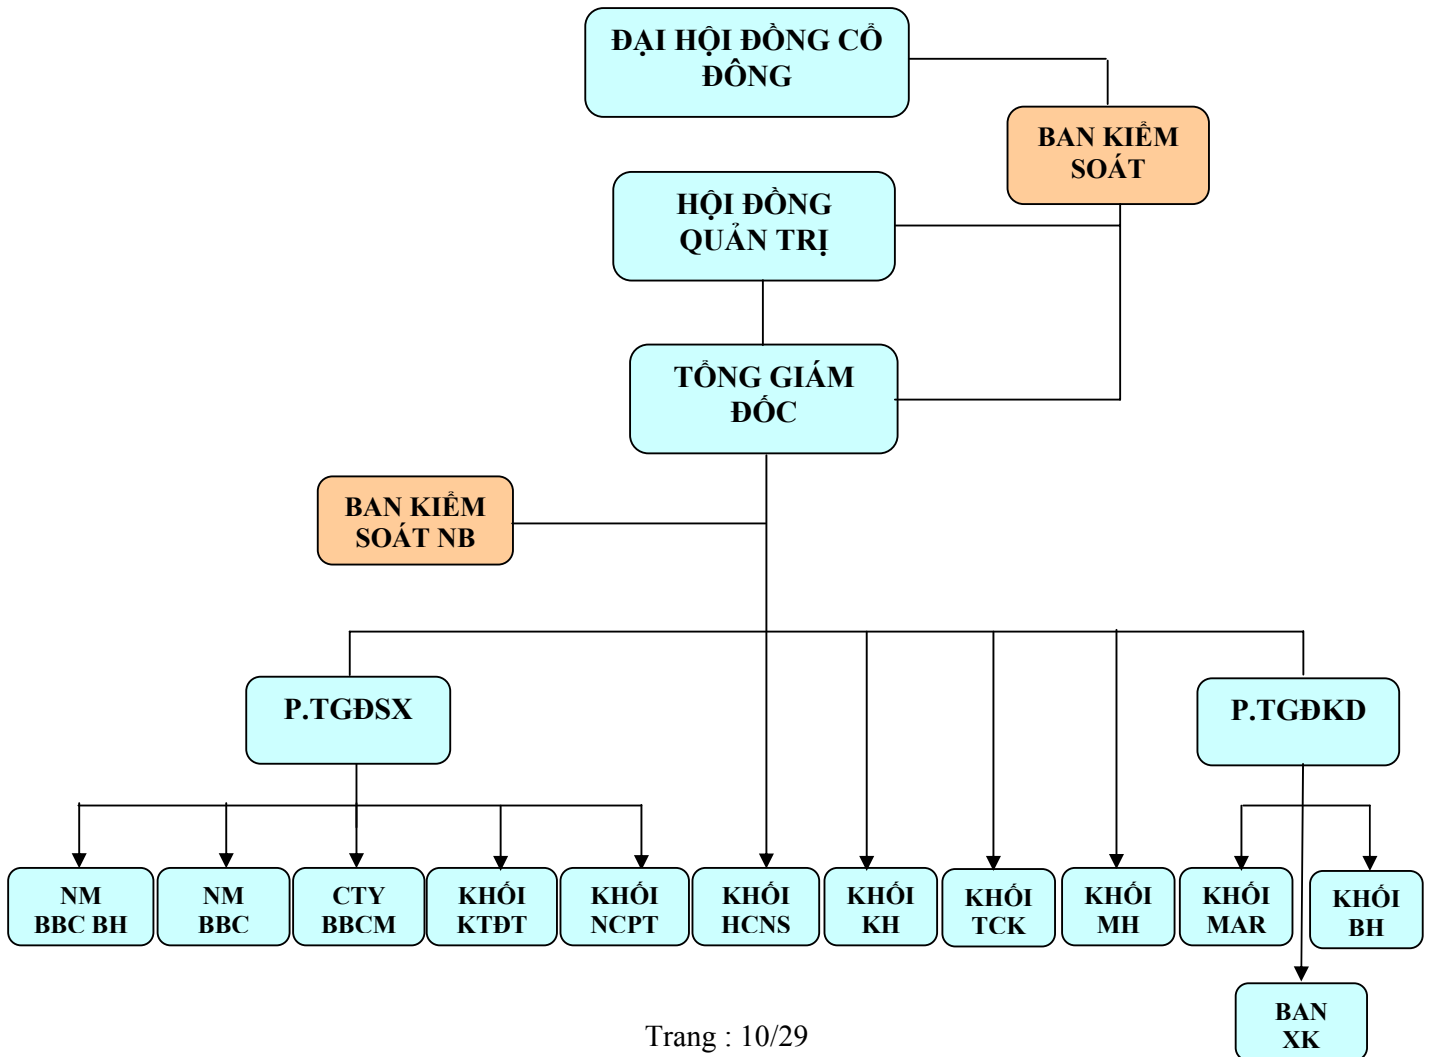 ĐẠI HỘI ĐỒNG CỔ
ĐÔNG
BAN KIỂM
SOÁT
HỘI ĐỒNG
QUẢN TRỊ
TỔNG GIÁM
ĐỐC
BAN KIỂM
SOÁT NB
P.TGĐSX
P.TGĐKD
NM
BBC BH
NM
BBC
CTY
BBCM
KHỐI
KTĐT
KHỐI
NCPT
KHỐI
HCNS
KHỐI
KH
KHỐI
TCK
KHỐI
MH
KHỐI
MAR
KHỐI
BH
BAN
XK
Trang : 10/29